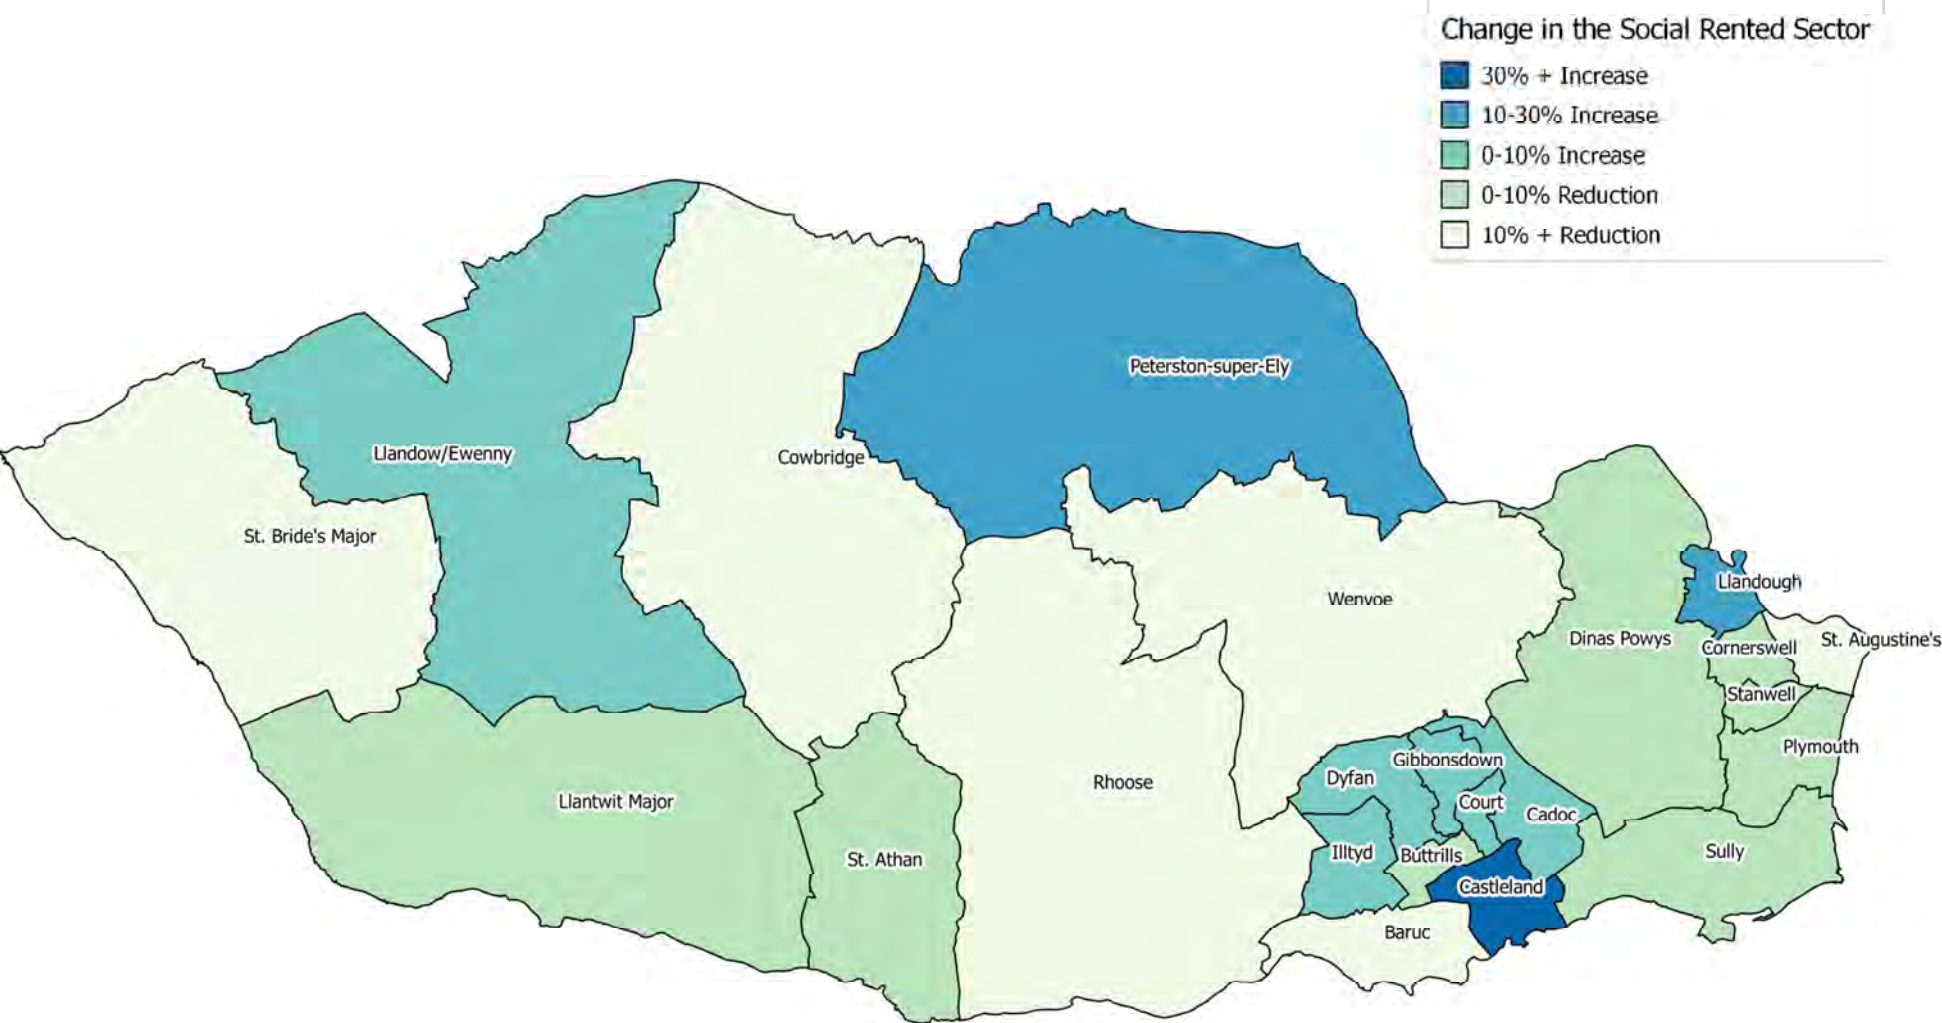 Change in the Social Rented Sector
30% + Increase
10-30% Increase
0-10% Increase
0-10% Reduction
10% + Reduction
Peterston-super-Ely
Llandow/Ewenny
Cowbridge
St. Bride's Major
Llandough
Wenvoe
Dinas Powys
St. Augustine's
Cornerswell
Stanwell
Plymouth
Gibbonsdown
Dyfan
Rhoose
Llantwit Major
Court
Cadoc
St. Athan
Illtyd
Buttrills
Sully
Castleland
Baruc